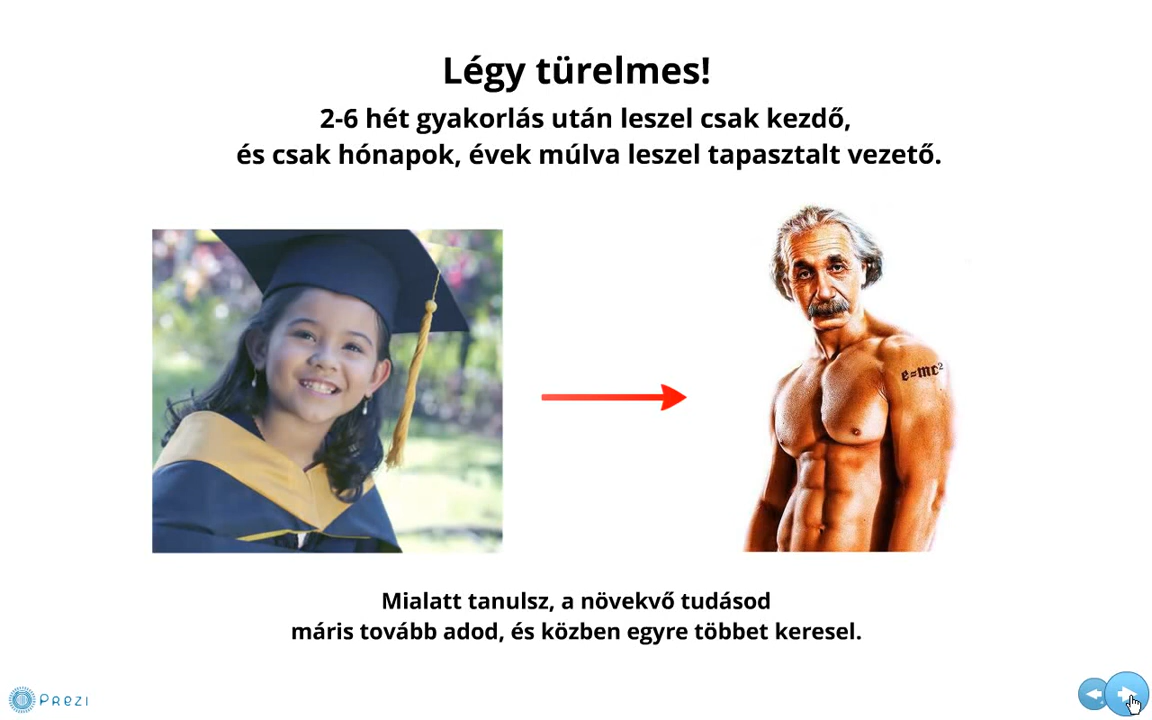 Légy türelmes!
2-6 hét gyakorlás után leszel csak kezdő,
és csak hónapok, évek múlva leszel tapasztalt vezető.
e=mc²
Mialatt tanulsz, a növekvő tudásod
máris tovább adod, és közben egyre többet keresel.
Prezi